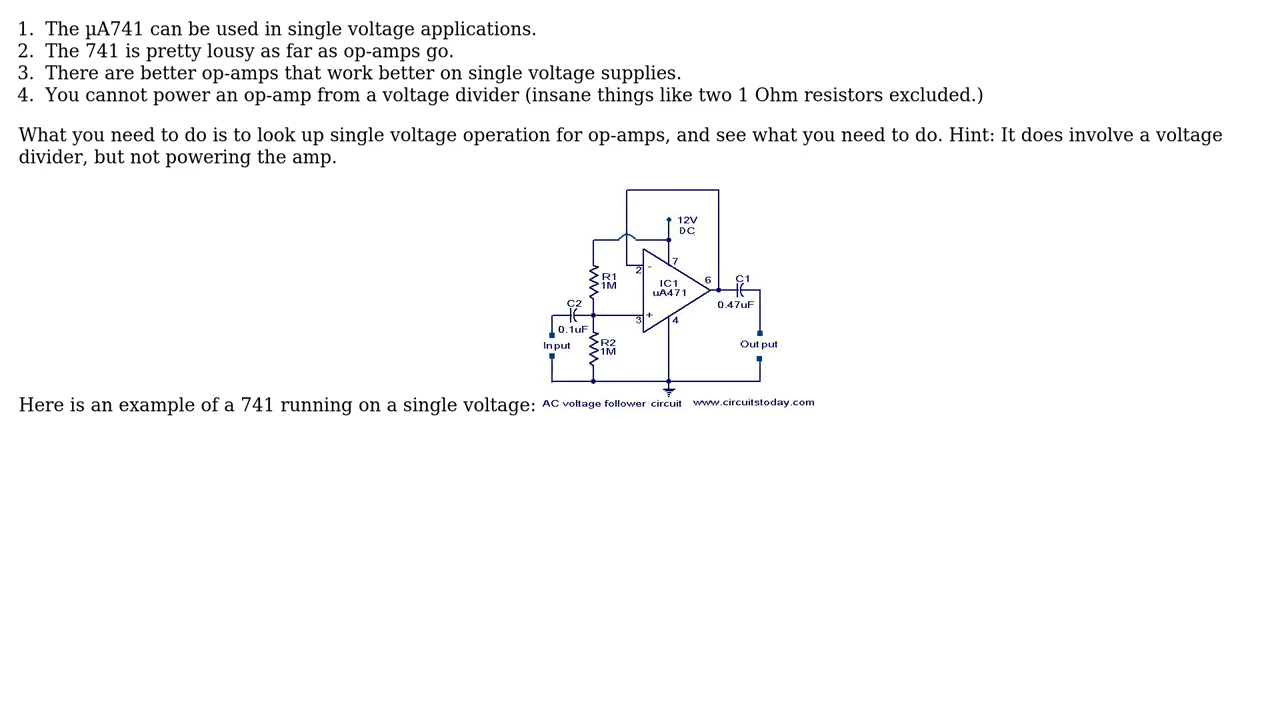 1. The µA741 can be used in single voltage applications.
2. The 741 is pretty lousy as far as op-amps go.
3. There are better op-amps that work better on single voltage supplies.
4. You cannot power an op-amp from a voltage divider (insane things like two 1 Ohm resistors excluded.)
What you need to do is to look up single voltage operation for op-amps, and see what you need to do. Hint: It does involve a voltage
divider, but not powering the amp.
12V
DC
7
2
-
R1
1M
IC1
uA471
6
C1
0.47uF
C2
0.1uF
3
+
4
Input
R2
1M
Output
Here is an example of a 741 running on a single voltage: AC voltage follower circuit www.circuitstoday.com